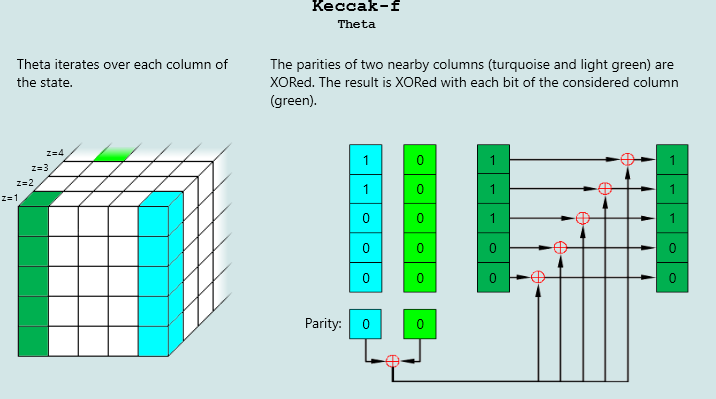 Keccak-f
Theta
Theta iterates over each column of
the state.
The parities of two nearby columns (turquoise and light green) are
XORed. The result is XORed with each bit of the considered column
(green).
z=4
z=3
z=2
z=1
1 0 1 1
1 0 1 1
0 0 1 1
0 0 0 0
0 0 0 0
Parity: 0 0